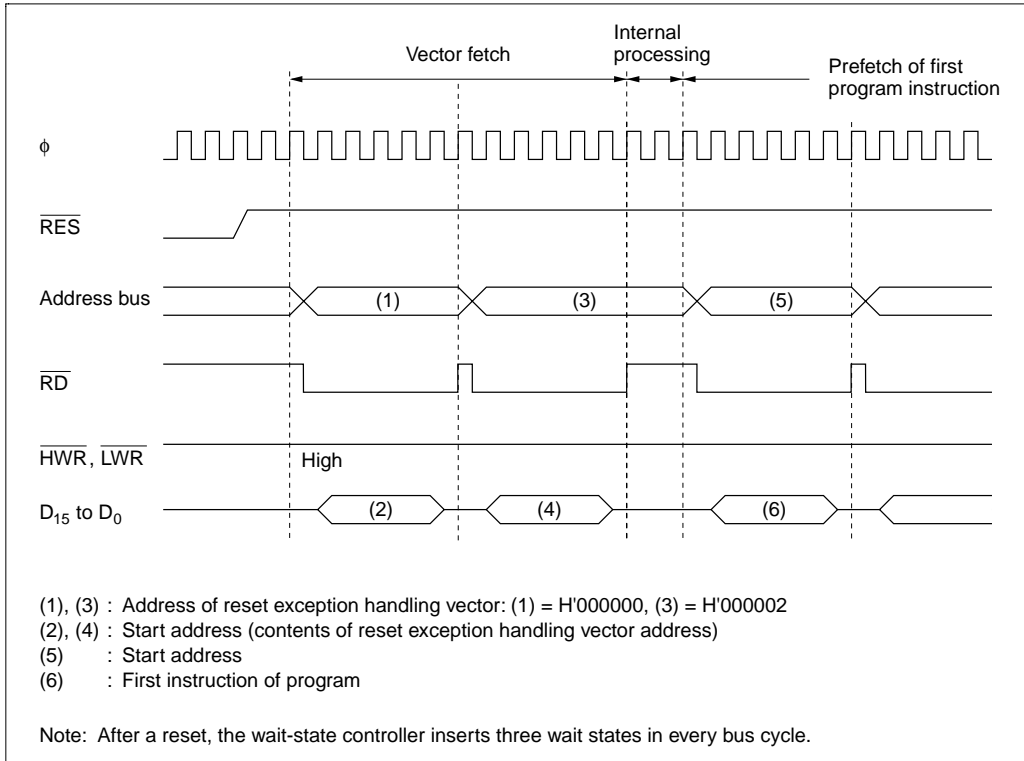 Vector fetch
Internal
processing
Prefetch of first
program instruction
ϕ
RES
Address bus
(1)
(3)
(5)
RD
HWR, LWR
High
D15 to D0
(2)
(4)
(6)
(1), (3) : Address of reset exception handling vector: (1) = H'000000, (3) = H'000002
(2), (4) : Start address (contents of reset exception handling vector address)
(5) : Start address
(6) : First instruction of program
Note: After a reset, the wait-state controller inserts three wait states in every bus cycle.